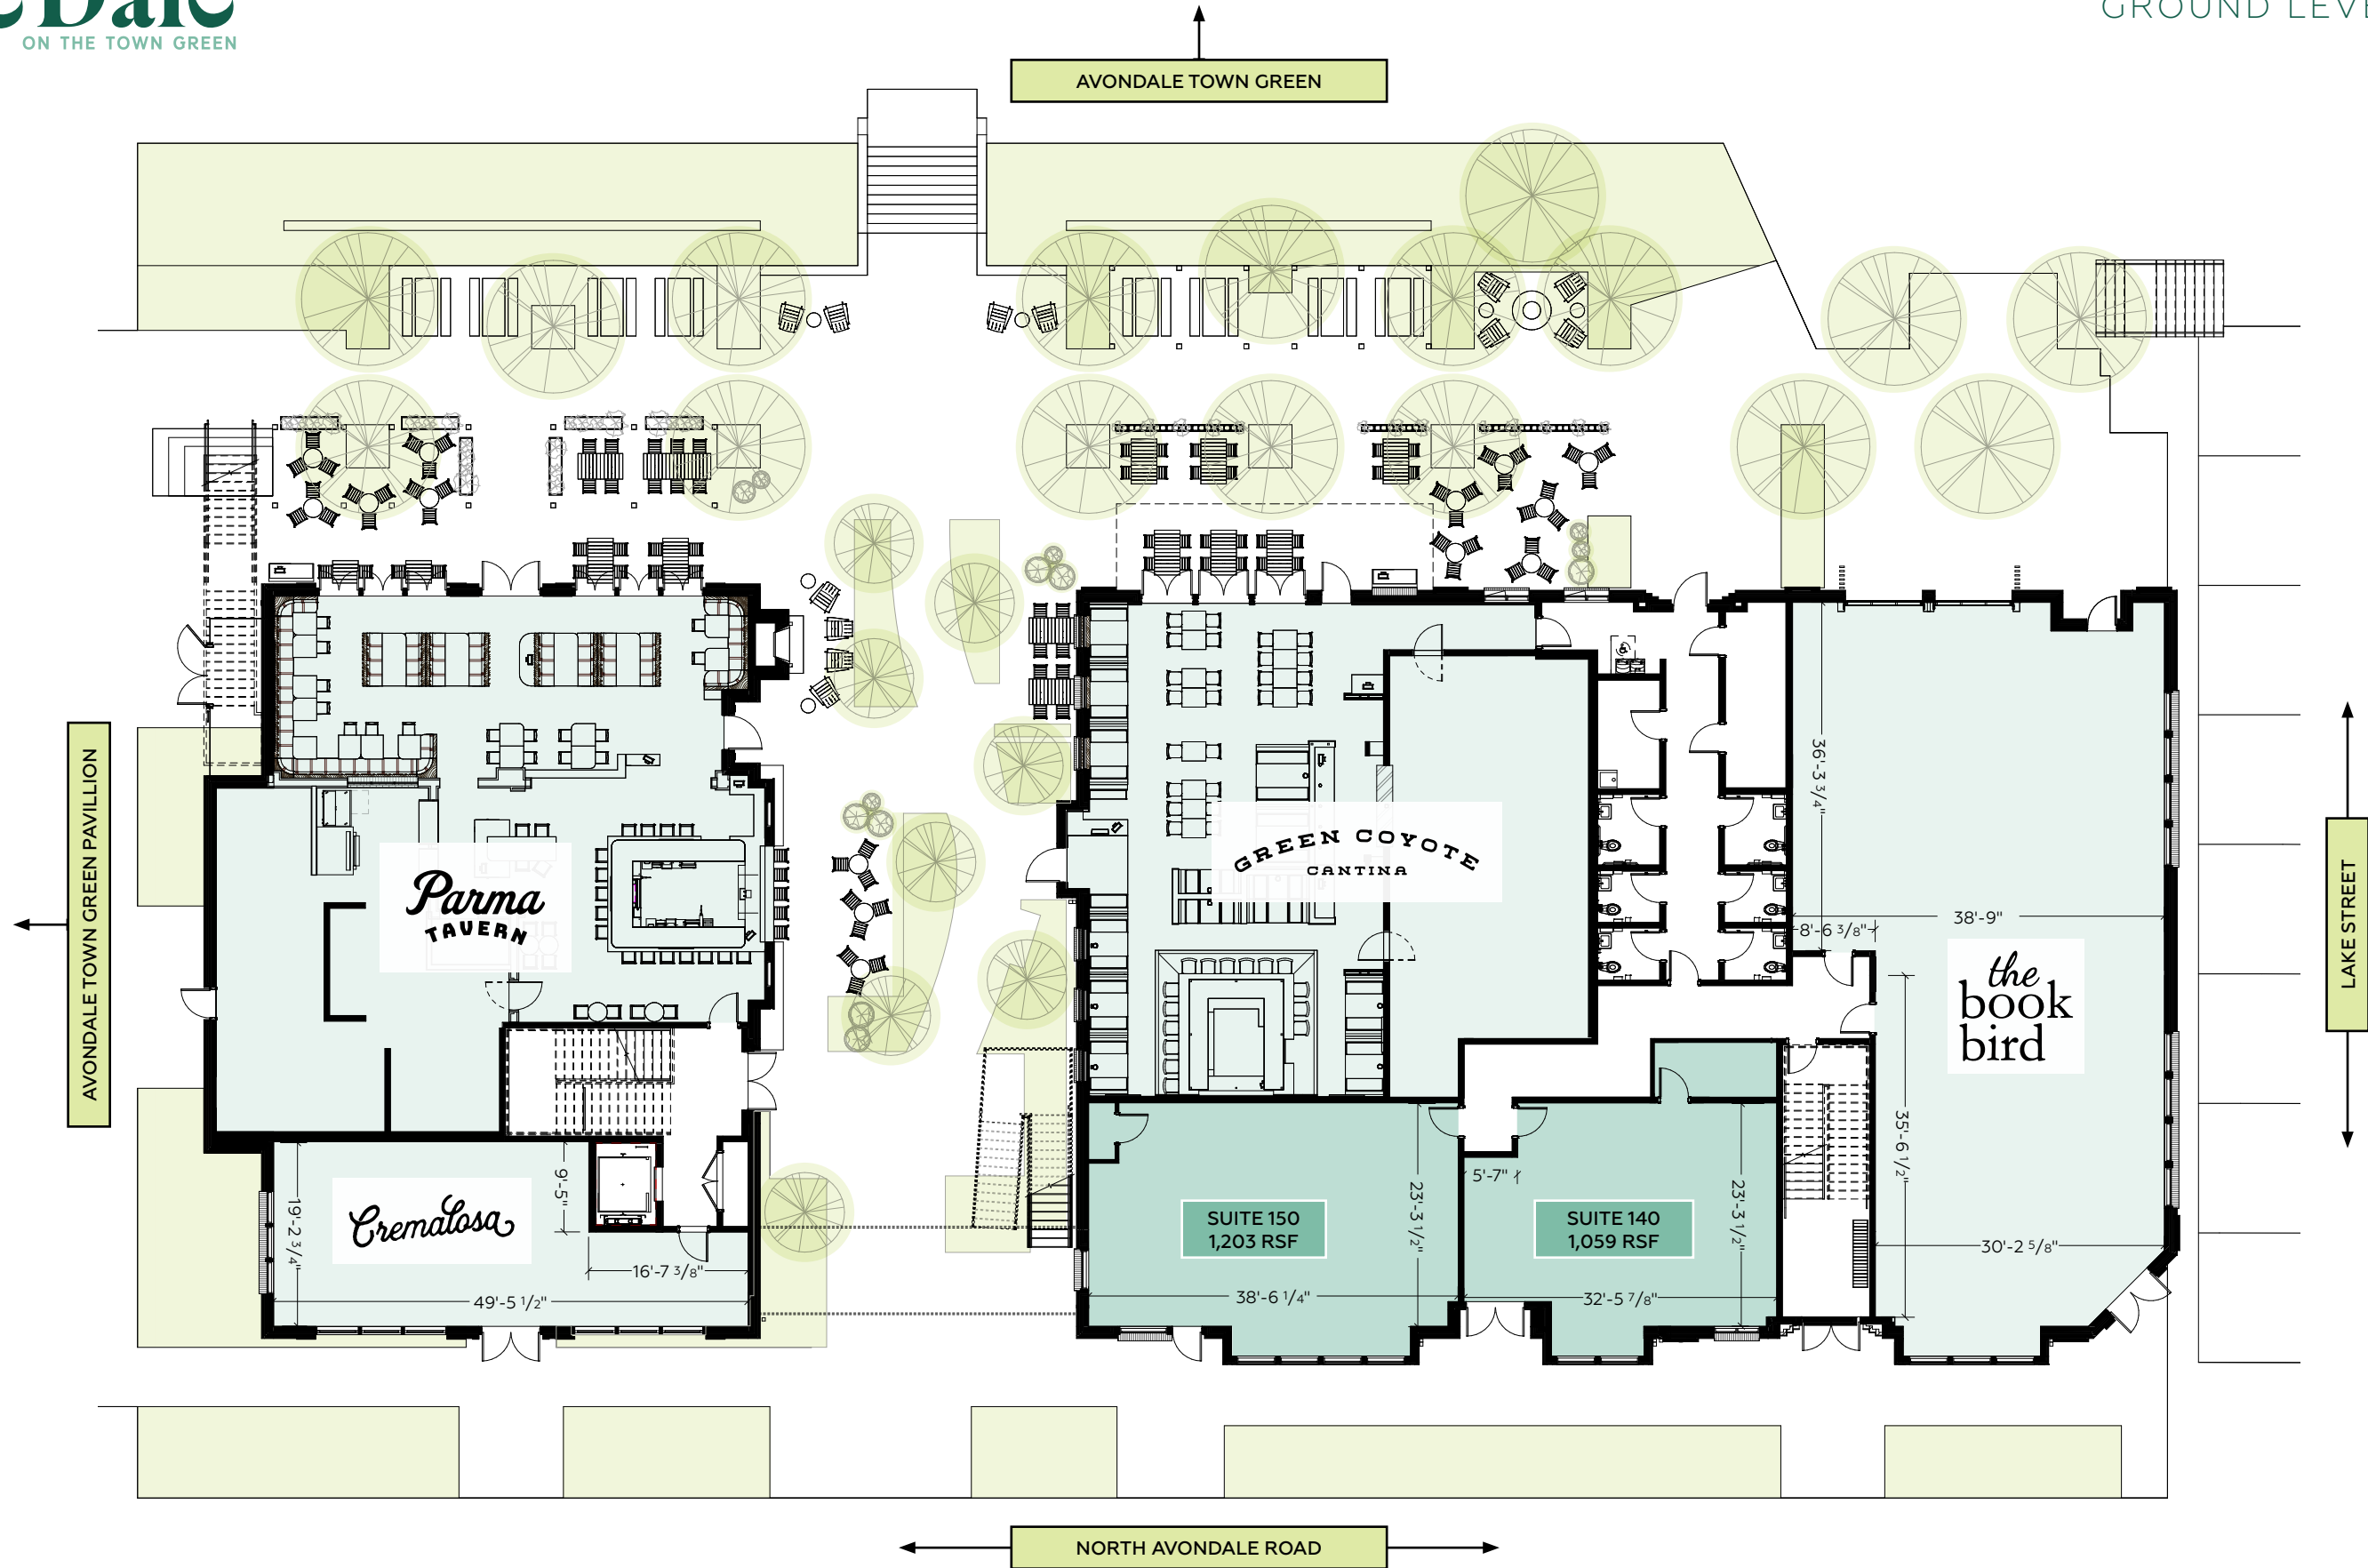 Dale
ON THE TOWN GREEN
GROUND LEVE
AVONDALE TOWN GREEN
AVONDALE TOWN GREEN PAVILLION
LAKE STREET
Parma
TAVERN
GREEN COYOTE
CANTINA
36'-3 3/4"
38'-9"
8'-6 3/8"
the
book
bird
35'-6 1/2"
30'-2 5/8"
Cremalosa
19'-2 3/4"
9'-5"
16'-7 3/8"
49'-5 1/2"
SUITE 150
1,203 RSF
23'-3 1/2"
38'-6 1/4"
5'-7"
SUITE 140
1,059 RSF
23'-3 1/2"
32'-5 7/8"
NORTH AVONDALE ROAD